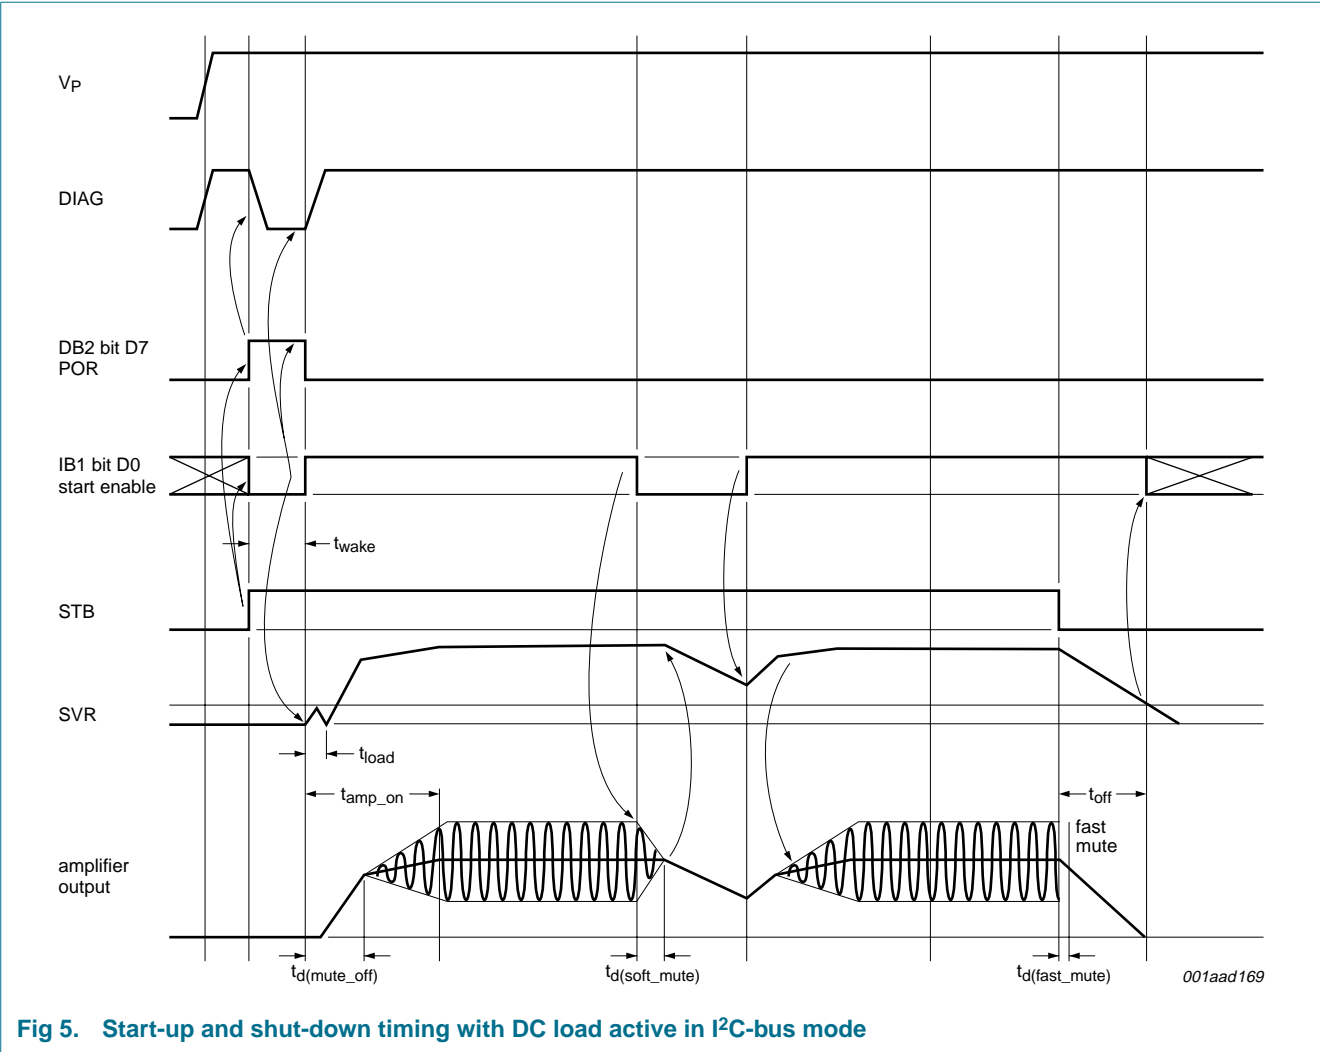 VP
DIAG
DB2 bit D7
POR
IB1 bit D0
start enable
twake
STB
SVR
tload
tamp_on
toff
fast
mute
amplifier
output
td(mute_off)
td(soft_mute)
td(fast_mute)
001aad169
Fig 5. Start-up and shut-down timing with DC load active in I2C-bus mode